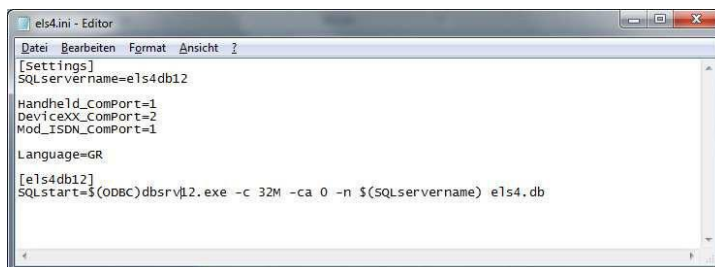 els4.ini - Editor
Datei Bearbeiten Format Ansicht ?
[Settings]
SQLservername=els4db12
Handheld_ComPort=1
DeviceXX_ComPort=2
Mod_ISDN_ComPort=1
Language=GR
[els4db12]
SQLstart=$(ODBC)dbsrv12.exe -c 32M -ca 0 -n $(SQLservername) els4.db